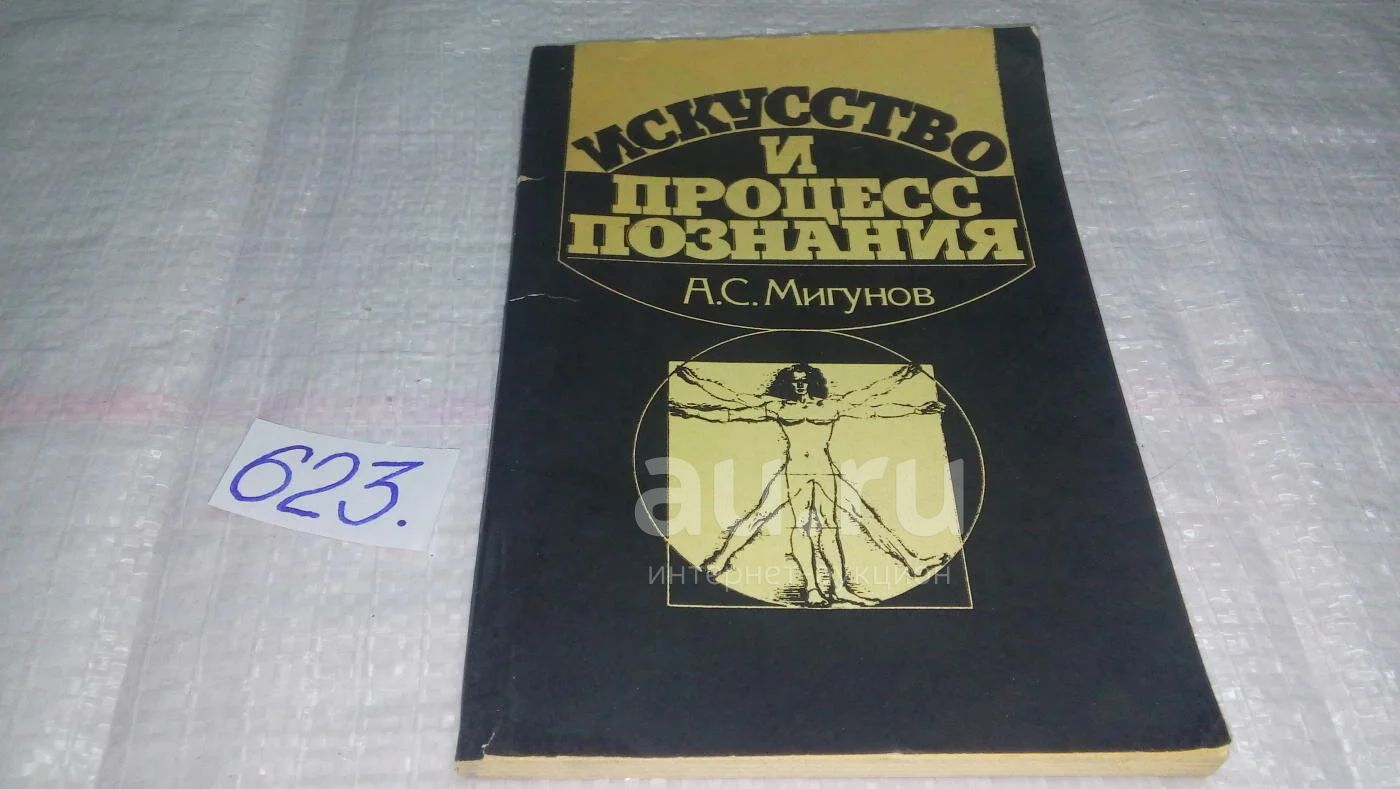 ИСКУССТВО
И
ПРОЦЕСС
ПОЗНАНИЯ
А.С. Мигунов
623.
au.ru
интернет-аукцион